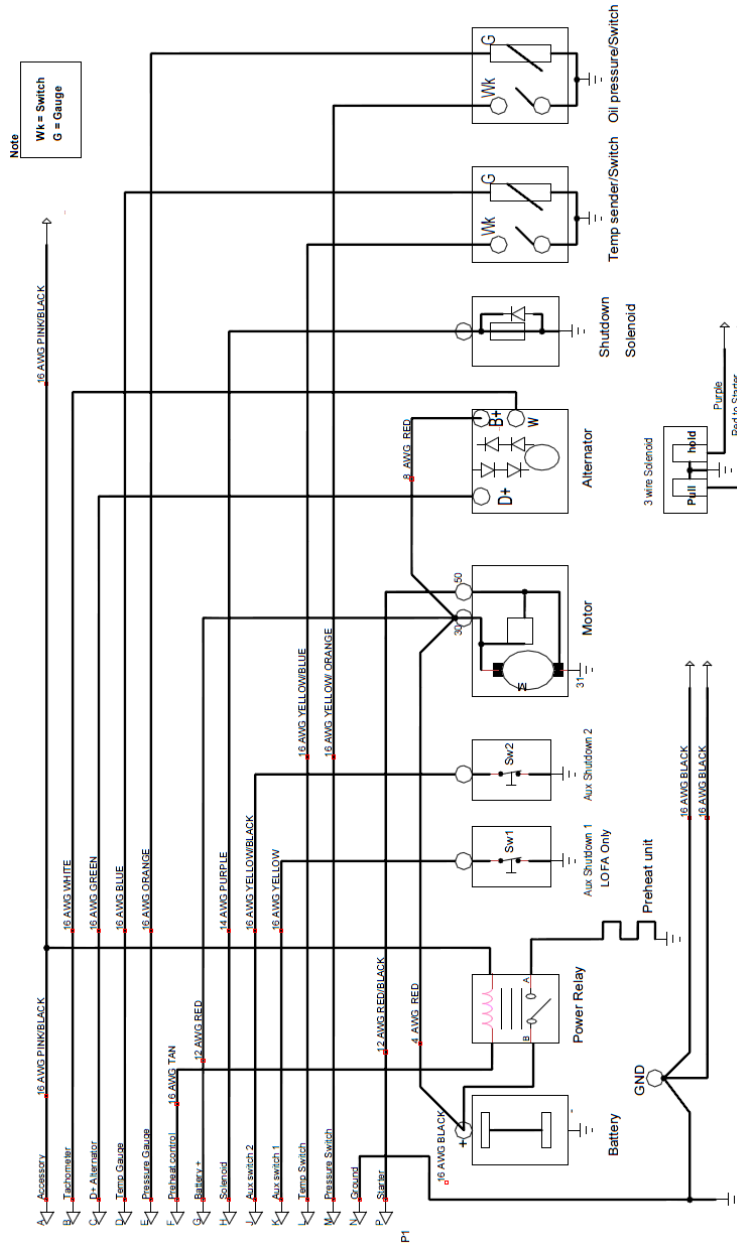 Note
Wk = Switch
G = Gauge
A Accessory
16 AWG PINK/BLACK
16 AWG PINK/BLACK
B Tachometer
16 AWG WHITE
C D+ Alternator
16 AWG GREEN
D Temp Gauge
16 AWG BLUE
E Pressure Gauge
16 AWG ORANGE
F Preheat control
16 AWG TAN
G Battery +
12 AWG RED
H Solenoid
14 AWG PURPLE
J Aux switch 2
16 AWG YELLOW/BLACK
K Aux switch 1
16 AWG YELLOW
L Temp Switch
16 AWG YELLOW/BLUE
M Pressure Switch
16 AWG YELLOW/ ORANGE
N Ground
16 AWG BLACK
P Starter
12 AWG RED/BLACK
P1
4 AWG RED
8 AWG RED
+
Battery
B
A
Power Relay
Preheat unit
Sw1
Aux Shutdown 1
LOFA Only
Sw2
Aux Shutdown 2
30
50
M
31
Motor
D+
B+
W
Alternator
Shutdown
Solenoid
Wk
G
Temp sender/Switch
Wk
G
Oil pressure/Switch
GND
16 AWG BLACK
16 AWG BLACK
3 wire Solenoid
Pull
hold
Purple
Red to Starter